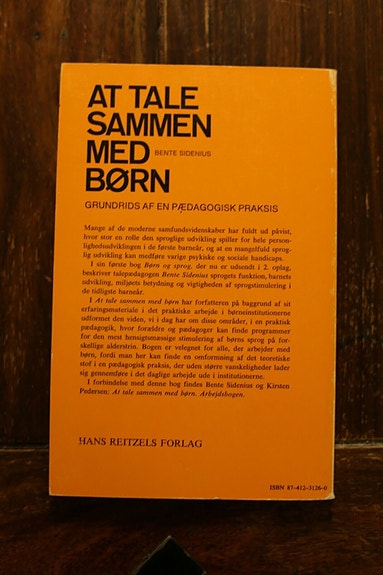 AT TALE
SAMMEN
MED BENTE SIDENIUS
BØRN
GRUNDRIDS AF EN PÆDAGOGISK PRAKSIS
Mange af de moderne samfundsvidenskaber har fuldt ud påvist,
hvor stor en rolle den sproglige udvikling spiller for hele person-
lighedsudviklingen i de første barneår, og at en mangelfuld sprog-
lig udvikling kan medføre varige psykiske og sociale handicaps.
I sin første bog Børn og sprog, der nu er udsendt i 2. oplag,
beskriver talepædagogen Bente Sidenius sprogets funktion, barnets
udvikling, miljøets betydning og vigtigheden af sprogstimulering i
de tidligste barneår.
I At tale sammen med børn har forfatteren på baggrund af sit
erfaringsmateriale i det praktiske arbejde i børneinstitutionerne
udformet den viden, vi i dag har om disse områder, i en praktisk
pædagogik, hvor forældre og pædagoger kan finde programmer
for den mest hensigtsmæssige stimulering af børns sprog på for-
skellige alderstrin. Bogen er velegnet for alle, der arbejder med
børn, fordi man her kan finde en omformning af det teoretiske
stof i en pædagogisk praksis, der uden større vanskeligheder lader
sig gennemføre i det daglige arbejde ude i institutionerne.
I forbindelse med denne bog findes Bente Sidenius og Kirsten
Pedersen: At tale sammen med børn. Arbejdsbogen.
HANS REITZELS FORLAG
ISBN 87-412-3126-0